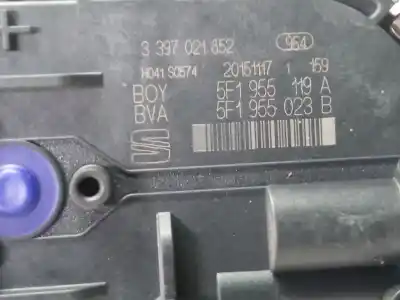 3 397 021 852 954
H041 S0574 20151117 1 159
BOY 5F1 955 119 A
BVA 5F1 955 023 B